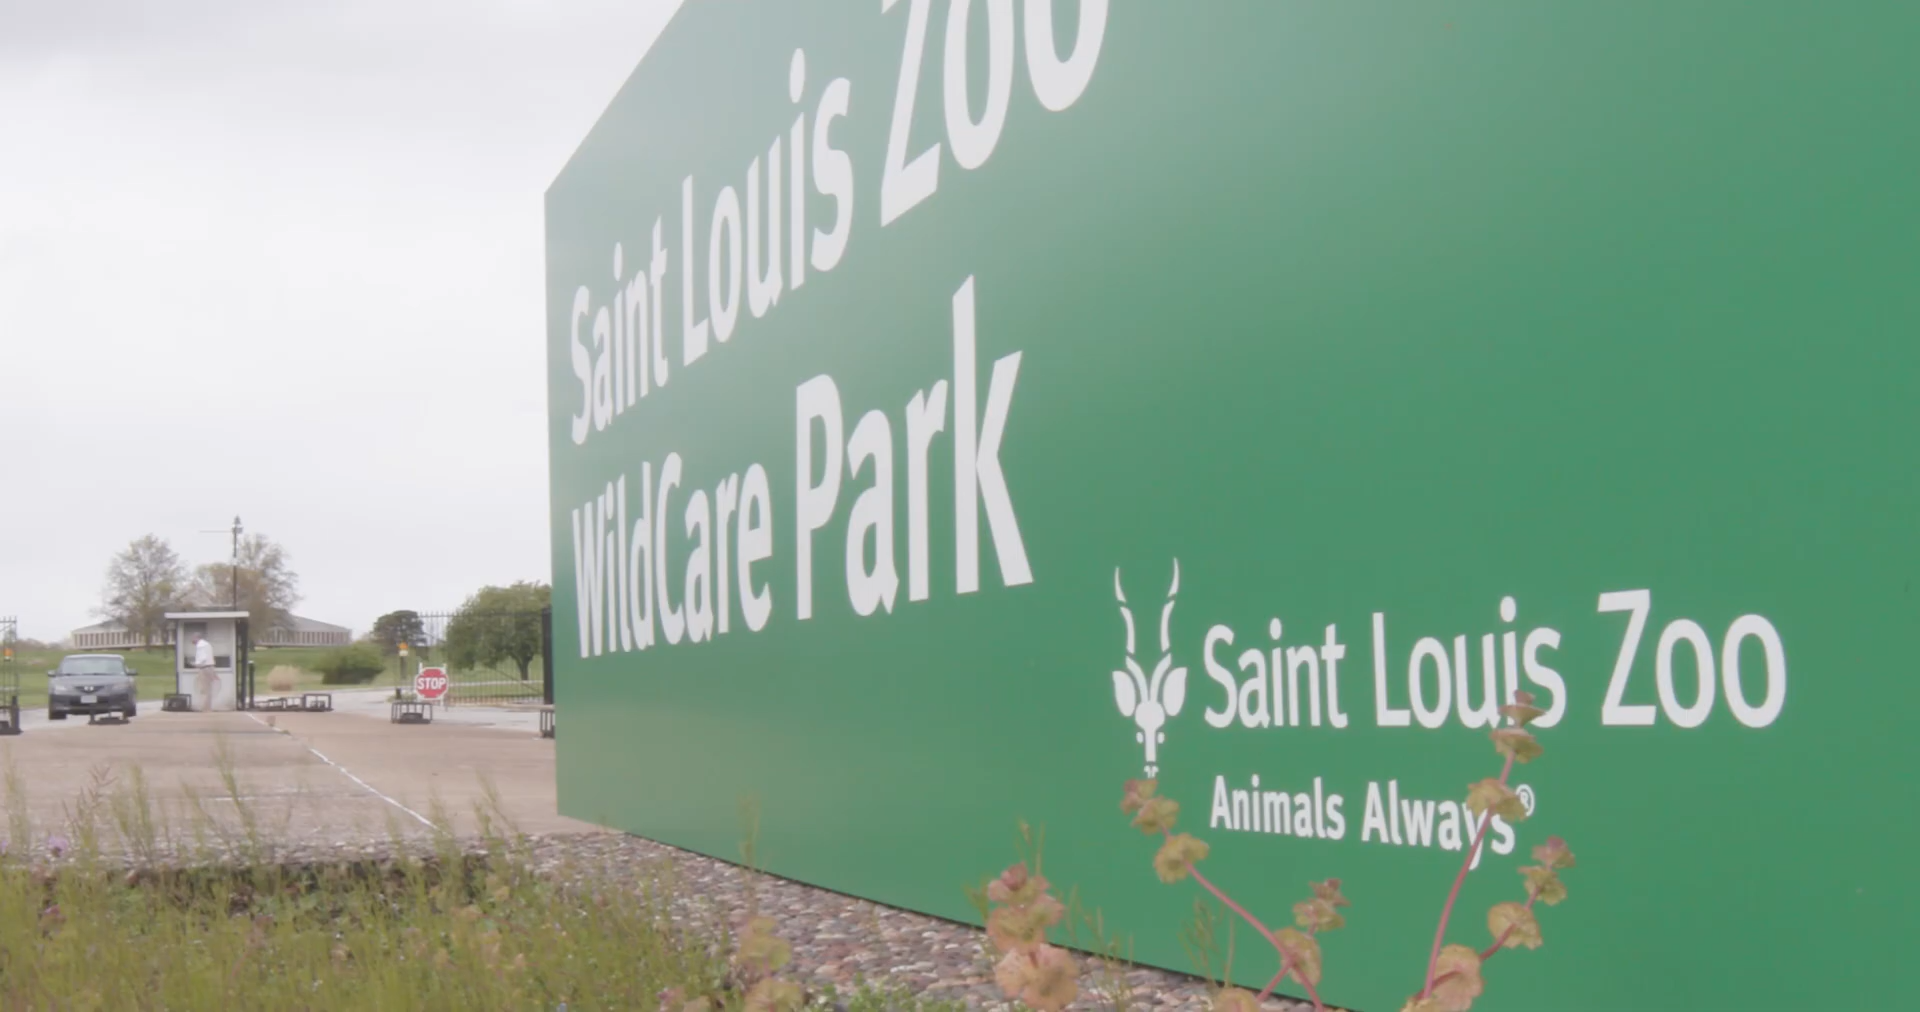 Saint Louis Zoo
WildCare Park
STOP
Saint Louis Zoo
Animals Always®